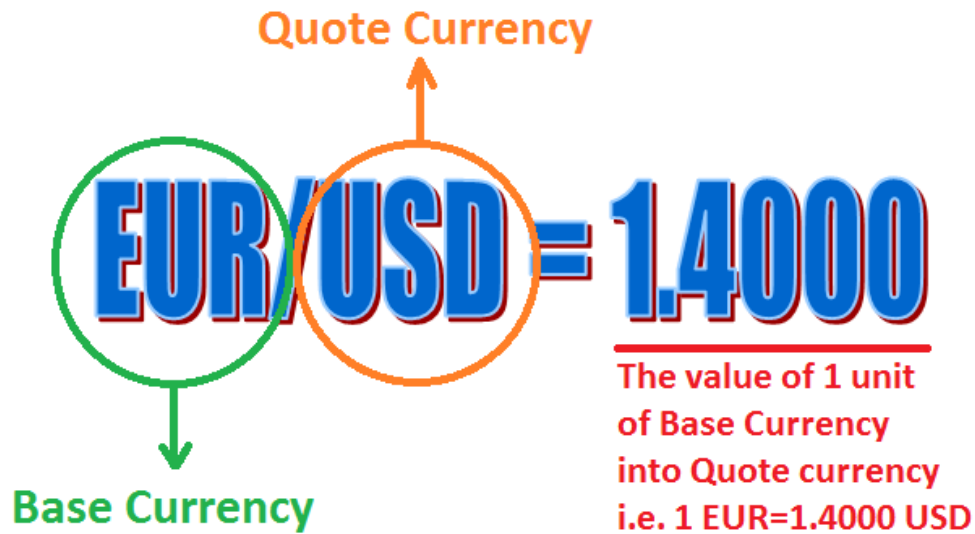 Quote Currency
EUR/USD = 1.4000
The value of 1 unit
of Base Currency
into Quote currency
i.e. 1 EUR=1.4000 USD
Base Currency